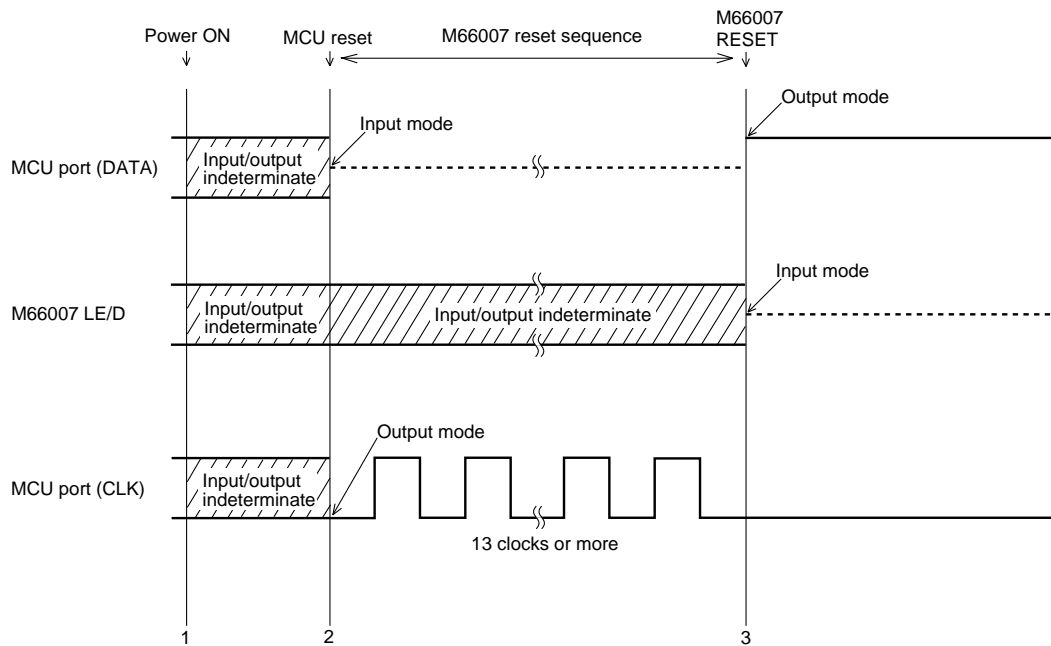 Power ON
MCU reset
M66007 reset sequence
M66007
RESET
Output mode
Input mode
MCU port (DATA)
Input/output
indeterminate
Input mode
M66007 LE/D
Input/output
indeterminate
Input/output indeterminate
Output mode
MCU port (CLK)
Input/output
indeterminate
13 clocks or more
1
2
3